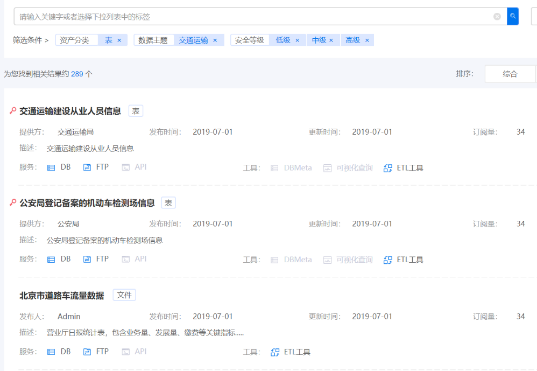 请输入关键字或者选择下拉列表中的标签
筛选条件 > 资产分类 表 × 数据主题 交通运输 × 安全等级 低级 × 中级 × 高级 ×
为您找到相关结果约 289 个 排序： 综合
交通运输建设从业人员信息 表
提供方： 交通运输局 发布时间： 2019-07-01 更新时间： 2019-07-01 订阅量： 34
描述： 交通运输建设从业人员信息
服务： DB FTP API 工具： DBMeta 可视化查询 ETL工具
公安局登记备案的机动车检测场信息 表
提供方： 公安局 发布时间： 2019-07-01 更新时间： 2019-07-01 订阅量： 34
描述： 公安局登记备案的机动车检测场信息
服务： DB FTP API 工具： DBMeta 可视化查询 ETL工具
北京市道路车流量数据 文件
发布人： Admin 发布时间： 2019-07-01 更新时间： 2019-07-01 订阅量： 34
描述： 营业厅日报统计表，包含业务量、发展量、缴费等关键指标.....
服务： DB FTP API 工具： ETL工具